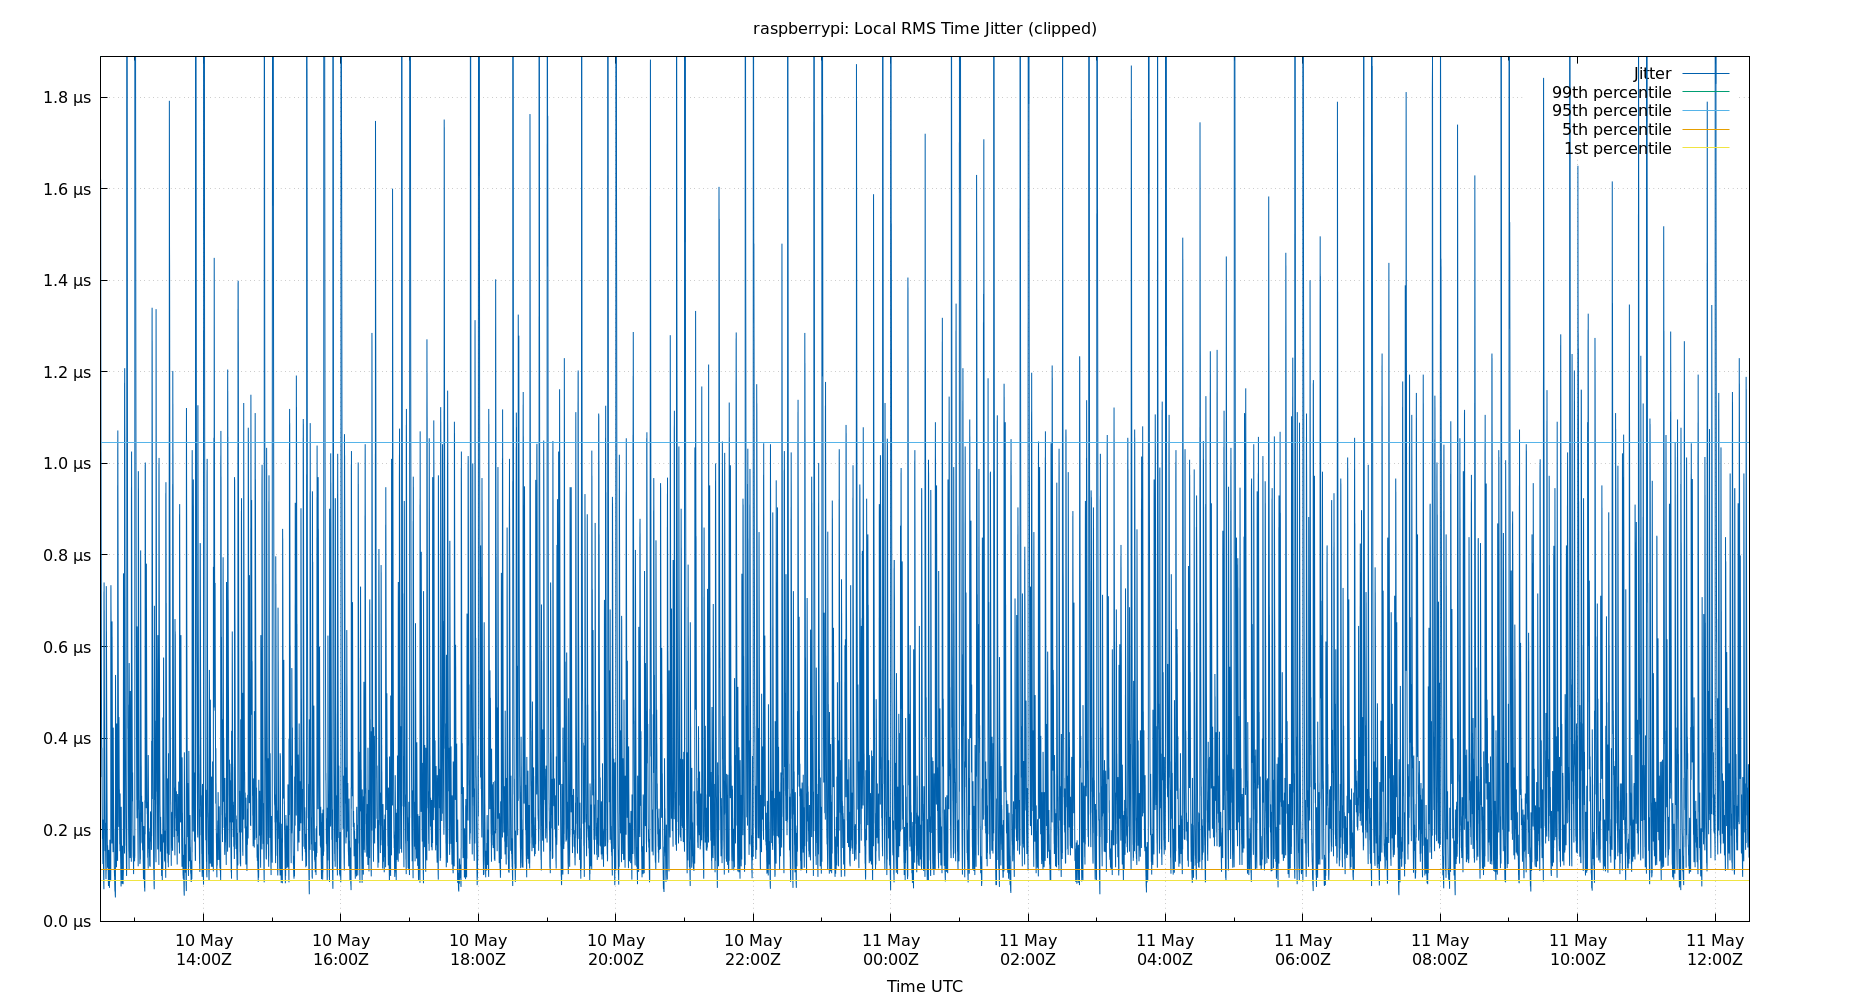 raspberrypi: Local RMS Time Jitter (clipped)
Jitter
99th percentile
95th percentile
5th percentile
1st percentile
1.8 µs
1.6 µs
1.4 µs
1.2 µs
1.0 µs
0.8 µs
0.6 µs
0.4 µs
0.2 µs
0.0 µs
10 May 10 May 10 May 10 May 10 May 11 May 11 May 11 May 11 May 11 May 11 May 11 May
14:00Z 16:00Z 18:00Z 20:00Z 22:00Z 00:00Z 02:00Z 04:00Z 06:00Z 08:00Z 10:00Z 12:00Z
Time UTC